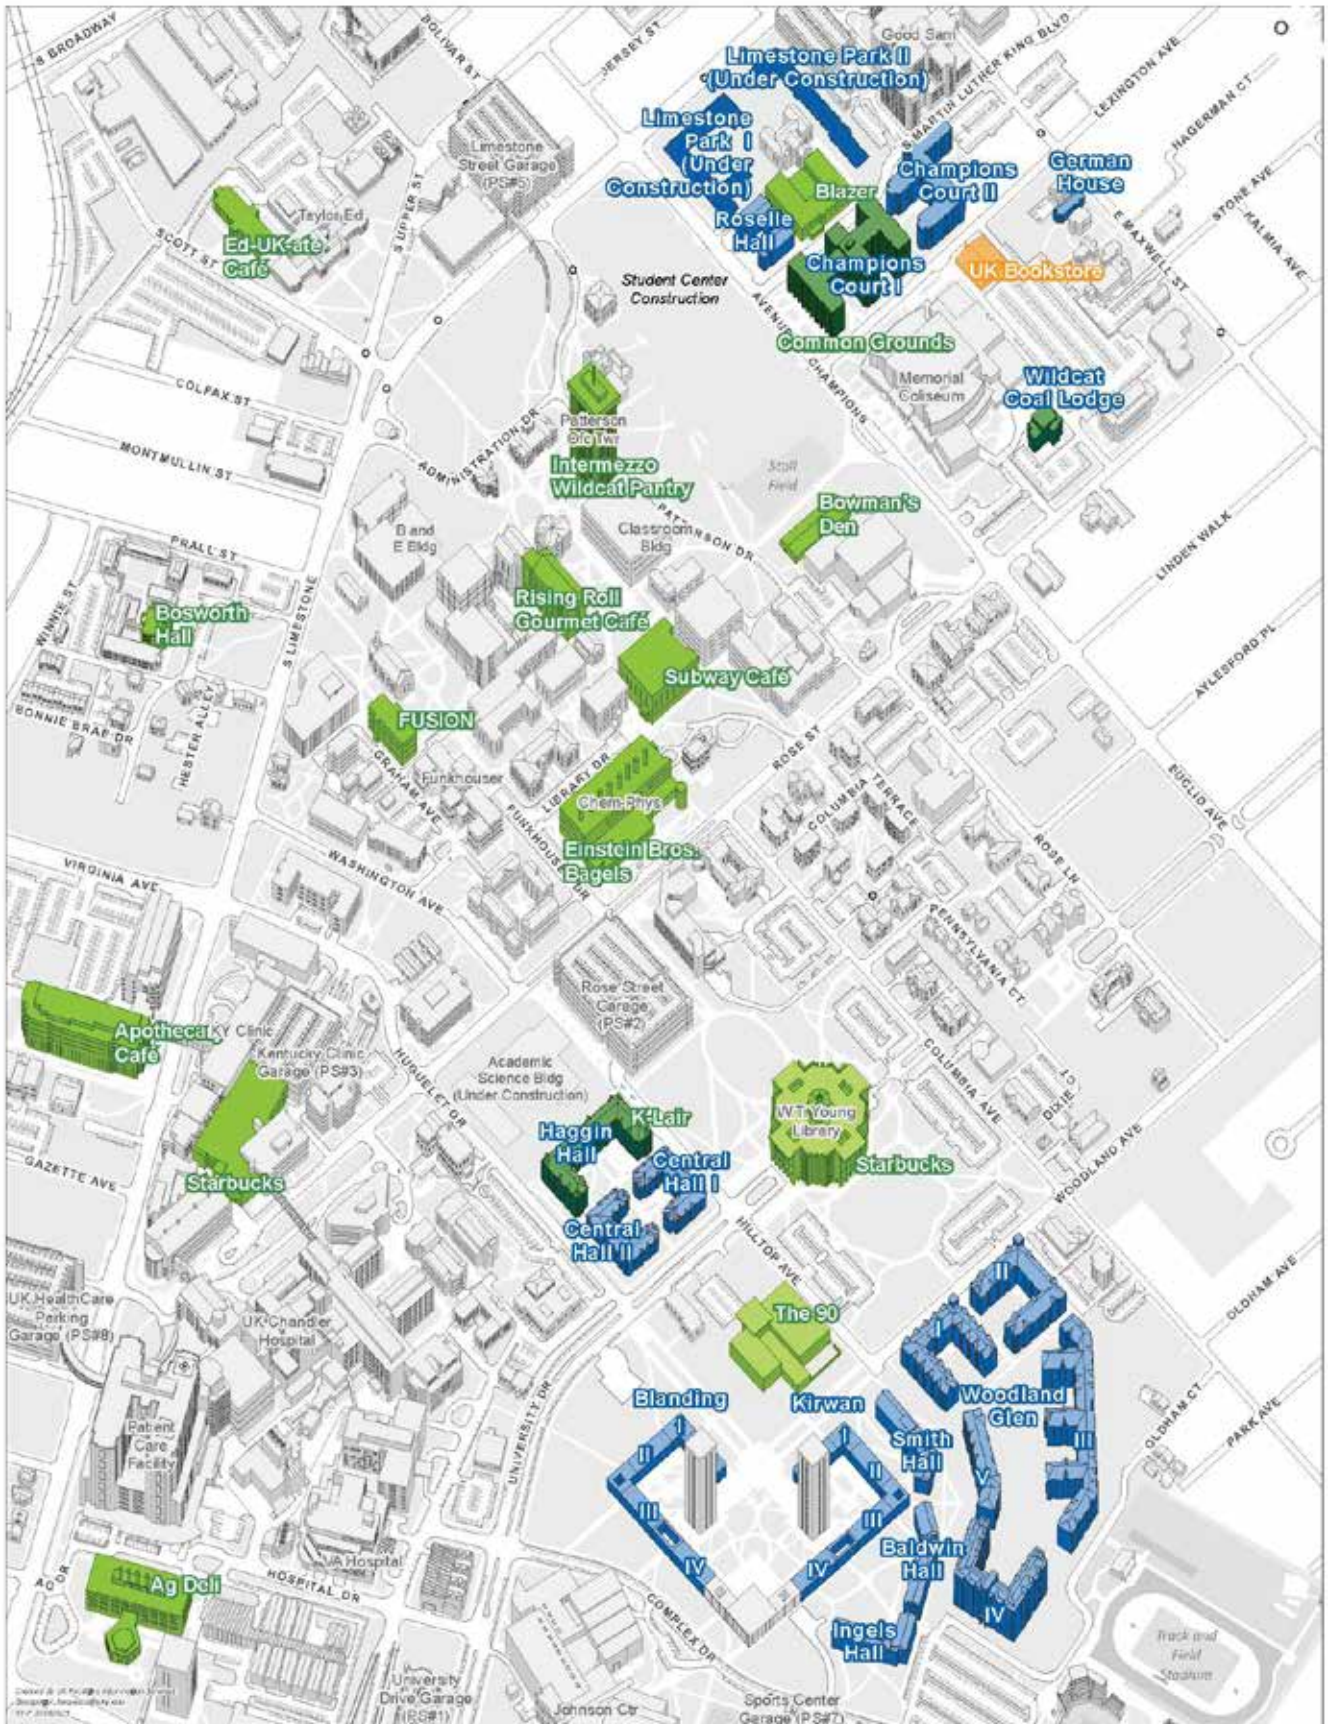 S BROADWAY
BOLIVAR ST
JERSEY ST
Good Sam
S MARTIN LUTHER KING BLVD
LEXINGTON AVE
HAGERMAN CT
STONE AVE
KALMIA AVE
E MAXWELL ST
Limestone Park II
(Under Construction)
Limestone
Park I
(Under
Construction)
Limestone
Street Garage
(PS#5)
Champions
Court II
German
House
Blazer
Roselle
Hall
Champions
Court I
UK Bookstore
Taylor Ed
S UPPER ST
Ed-UK-ate
Café
SCOTT ST
Student Center
Construction
AVENUE
CHAMPIONS
Common Grounds
Memorial
Coliseum
Wildcat
Coal Lodge
COLFAX ST
MONTMULLIN ST
ADMINISTRATION DR
Patterson
Ofc Twr
Intermezzo
Wildcat Pantry
Stoll
Field
Bowman's
Den
PATTERSON DR
Classroom
Bldg
B and
E Bldg
PRALL ST
LINDEN WALK
WINNIE ST
Bosworth
Hall
S LIMESTONE
Rising Roll
Gourmet Café
Subway Café
AYLESFORD PL
BONNIE BRAE DR
HESTER ALLEY
FUSION
GRAHAM AVE
Funkhouser
LIBRARY DR
ROSE ST
COLUMBIA TERRACE
EUCLID AVE
Chem-Phys
FUNKHOUSER DR
Einstein Bros.
Bagels
ROSE LN
VIRGINIA AVE
WASHINGTON AVE
PENNSYLVANIA CT
Rose Street
Garage
(PS#2)
Apothecary
Café
KY Clinic
Kentucky Clinic
Garage (PS#3)
HUGUELET DR
Academic
Science Bldg
(Under Construction)
COLUMBIA AVE
DIXIE CT
WOODLAND AVE
W.T. Young
Library
Starbucks
K-Lair
Haggin
Hall
Central
Hall I
Central
Hall II
GAZETTE AVE
Starbucks
HILLTOP AVE
OLDHAM AVE
UK HealthCare
Parking
Garage (PS#8)
UK Chandler
Hospital
The 90
II
I
Woodland
Glen
III
V
IV
Blanding
I
II
III
IV
Kirwan
I
II
III
IV
Smith
Hall
Baldwin
Hall
Ingels
Hall
OLDHAM CT
PARK AVE
UNIVERSITY DR
Patient
Care
Facility
VA Hospital
HOSPITAL DR
AG DR
Ag Deli
COMPLEX DR
Track and
Field
Stadium
University
Drive Garage
(PS#1)
Johnson Ctr
Sports Center
Garage (PS#7)